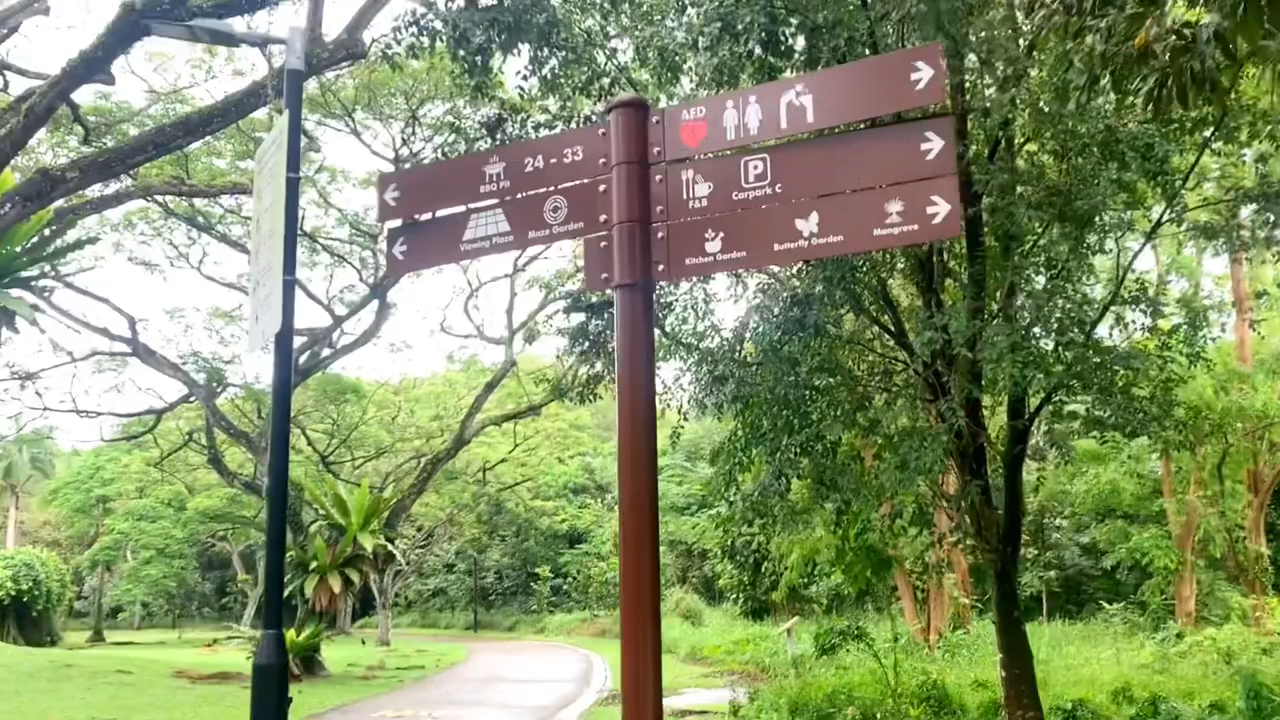 BBQ Pit 24 - 33
Viewing Plaza Maze Garden
AED
F&B P Carpark C
Kitchen Garden Butterfly Garden Mangrove